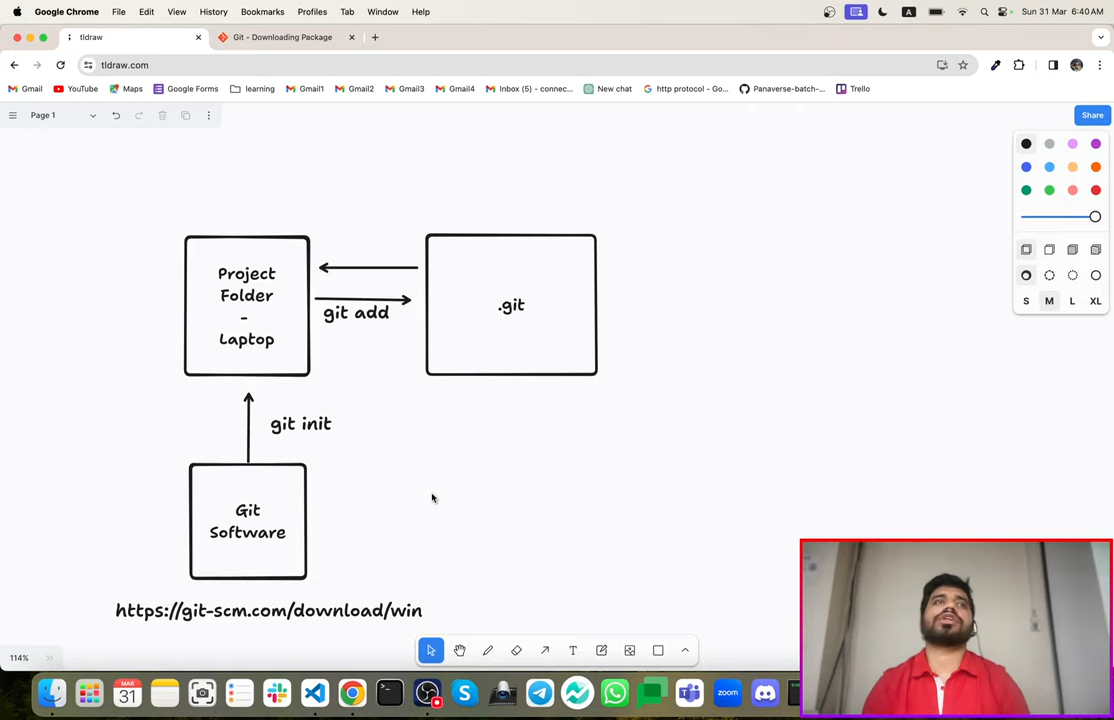 Google Chrome File Edit View History Bookmarks Profiles Tab Window Help
A
Sun 31 Mar 6:40 AM
tldraw
Git - Downloading Package
tldraw.com
Gmail YouTube Maps Google Forms learning Gmail1 Gmail2 Gmail3 Gmail4 Inbox (5) - connec... New chat http protocol - Go... Panaverse-batch-... Trello
Page 1
Share
S M L XL
Project
Folder
-
Laptop
git add
.git
git init
Git
Software
https://git-scm.com/download/win
114%
MAR
31
zoom